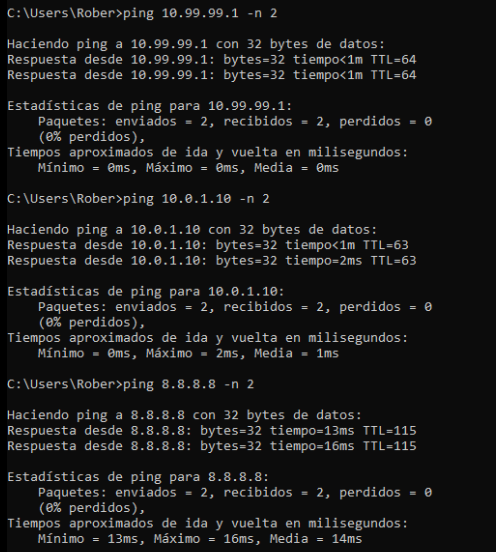 C:\Users\Rober>ping 10.99.99.1 -n 2
Haciendo ping a 10.99.99.1 con 32 bytes de datos:
Respuesta desde 10.99.99.1: bytes=32 tiempo<1m TTL=64
Respuesta desde 10.99.99.1: bytes=32 tiempo<1m TTL=64
Estadísticas de ping para 10.99.99.1:
    Paquetes: enviados = 2, recibidos = 2, perdidos = 0
    (0% perdidos),
Tiempos aproximados de ida y vuelta en milisegundos:
    Mínimo = 0ms, Máximo = 0ms, Media = 0ms
C:\Users\Rober>ping 10.0.1.10 -n 2
Haciendo ping a 10.0.1.10 con 32 bytes de datos:
Respuesta desde 10.0.1.10: bytes=32 tiempo<1m TTL=63
Respuesta desde 10.0.1.10: bytes=32 tiempo=2ms TTL=63
Estadísticas de ping para 10.0.1.10:
    Paquetes: enviados = 2, recibidos = 2, perdidos = 0
    (0% perdidos),
Tiempos aproximados de ida y vuelta en milisegundos:
    Mínimo = 0ms, Máximo = 2ms, Media = 1ms
C:\Users\Rober>ping 8.8.8.8 -n 2
Haciendo ping a 8.8.8.8 con 32 bytes de datos:
Respuesta desde 8.8.8.8: bytes=32 tiempo=13ms TTL=115
Respuesta desde 8.8.8.8: bytes=32 tiempo=16ms TTL=115
Estadísticas de ping para 8.8.8.8:
    Paquetes: enviados = 2, recibidos = 2, perdidos = 0
    (0% perdidos),
Tiempos aproximados de ida y vuelta en milisegundos:
    Mínimo = 13ms, Máximo = 16ms, Media = 14ms